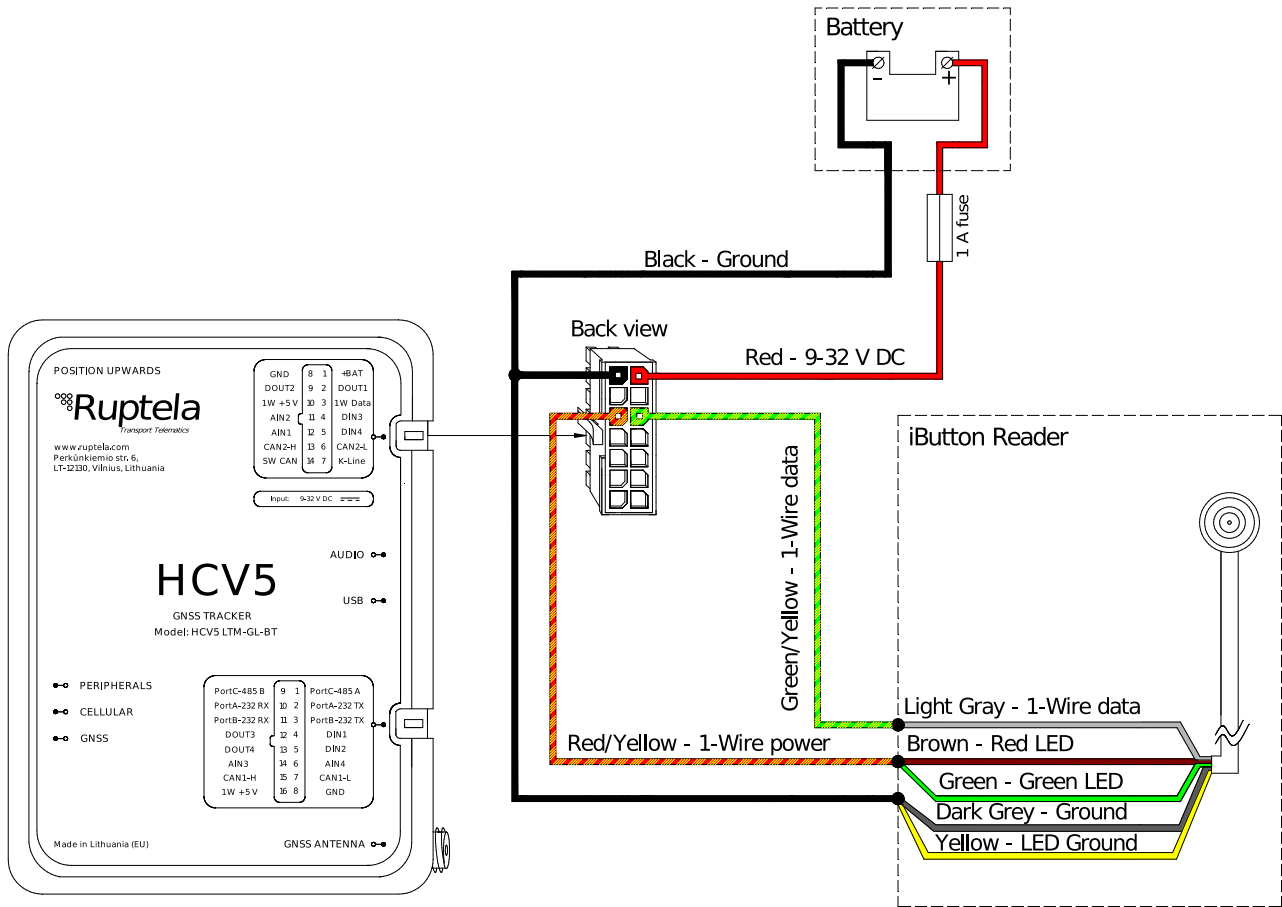 Battery
-
+
1 A fuse
Black - Ground
Back view
Red - 9-32 V DC
POSITION UPWARDS
Ruptela
Transport Telematics
www.ruptela.com
Perkūnkiemio str. 6,
LT-12130, Vilnius, Lithuania
GND 8 1 +BAT
DOUT2 9 2 DOUT1
1W +5 V 10 3 1W Data
AIN2 11 4 DIN3
AIN1 12 5 DIN4
CAN2-H 13 6 CAN2-L
SW CAN 14 7 K-Line
Input: 9-32 V DC
AUDIO
USB
HCV5
GNSS TRACKER
Model: HCV5 LTM-GL-BT
PERIPHERALS
CELLULAR
GNSS
PortC-485 B 9 1 PortC-485 A
PortA-232 RX 10 2 PortA-232 TX
PortB-232 RX 11 3 PortB-232 TX
DOUT3 12 4 DIN1
DOUT4 13 5 DIN2
AIN3 14 6 AIN4
CAN1-H 15 7 CAN1-L
1W +5 V 16 8 GND
Made in Lithuania (EU)
GNSS ANTENNA
Green/Yellow - 1-Wire data
Red/Yellow - 1-Wire power
iButton Reader
Light Gray - 1-Wire data
Brown - Red LED
Green - Green LED
Dark Grey - Ground
Yellow - LED Ground